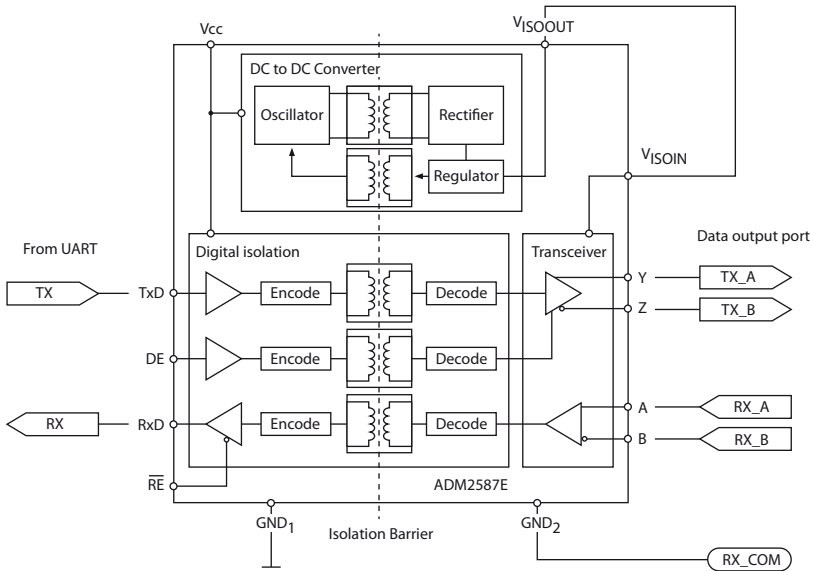 Vcc
VISOOUT
DC to DC Converter
Oscillator
Rectifier
Regulator
VISOIN
From UART
Digital isolation
Transceiver
Data output port
TX
TxD
Encode
Decode
Y
TX_A
Z
TX_B
DE
Encode
Decode
RX
RxD
Encode
Decode
A
RX_A
B
RX_B
RE
ADM2587E
GND1
Isolation Barrier
GND2
RX_COM